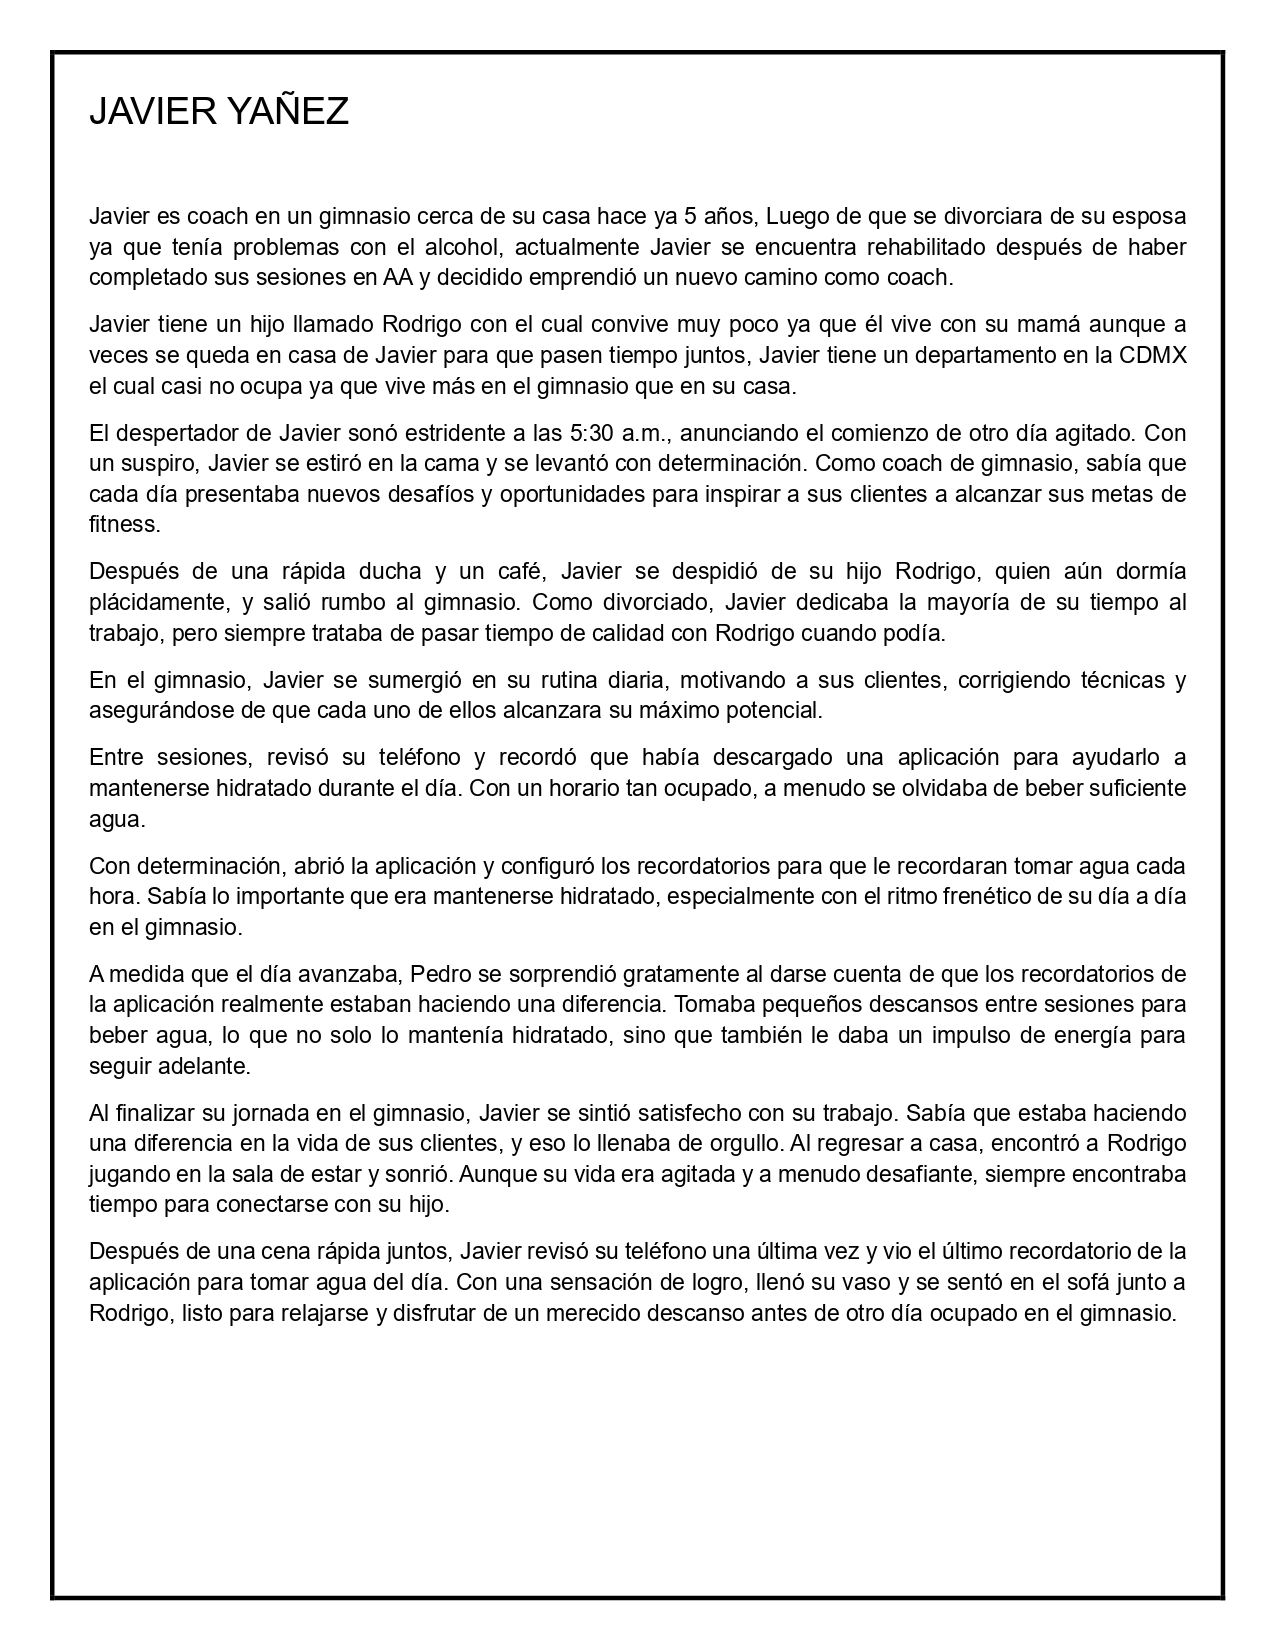 JAVIER YAÑEZ
Javier es coach en un gimnasio cerca de su casa hace ya 5 años, Luego de que se divorciara de su esposa
ya que tenía problemas con el alcohol, actualmente Javier se encuentra rehabilitado después de haber
completado sus sesiones en AA y decidido emprendió un nuevo camino como coach.
Javier tiene un hijo llamado Rodrigo con el cual convive muy poco ya que él vive con su mamá aunque a
veces se queda en casa de Javier para que pasen tiempo juntos, Javier tiene un departamento en la CDMX
el cual casi no ocupa ya que vive más en el gimnasio que en su casa.
El despertador de Javier sonó estridente a las 5:30 a.m., anunciando el comienzo de otro día agitado. Con
un suspiro, Javier se estiró en la cama y se levantó con determinación. Como coach de gimnasio, sabía que
cada día presentaba nuevos desafíos y oportunidades para inspirar a sus clientes a alcanzar sus metas de
fitness.
Después de una rápida ducha y un café, Javier se despidió de su hijo Rodrigo, quien aún dormía
plácidamente, y salió rumbo al gimnasio. Como divorciado, Javier dedicaba la mayoría de su tiempo al
trabajo, pero siempre trataba de pasar tiempo de calidad con Rodrigo cuando podía.
En el gimnasio, Javier se sumergió en su rutina diaria, motivando a sus clientes, corrigiendo técnicas y
asegurándose de que cada uno de ellos alcanzara su máximo potencial.
Entre sesiones, revisó su teléfono y recordó que había descargado una aplicación para ayudarlo a
mantenerse hidratado durante el día. Con un horario tan ocupado, a menudo se olvidaba de beber suficiente
agua.
Con determinación, abrió la aplicación y configuró los recordatorios para que le recordaran tomar agua cada
hora. Sabía lo importante que era mantenerse hidratado, especialmente con el ritmo frenético de su día a día
en el gimnasio.
A medida que el día avanzaba, Pedro se sorprendió gratamente al darse cuenta de que los recordatorios de
la aplicación realmente estaban haciendo una diferencia. Tomaba pequeños descansos entre sesiones para
beber agua, lo que no solo lo mantenía hidratado, sino que también le daba un impulso de energía para
seguir adelante.
Al finalizar su jornada en el gimnasio, Javier se sintió satisfecho con su trabajo. Sabía que estaba haciendo
una diferencia en la vida de sus clientes, y eso lo llenaba de orgullo. Al regresar a casa, encontró a Rodrigo
jugando en la sala de estar y sonrió. Aunque su vida era agitada y a menudo desafiante, siempre encontraba
tiempo para conectarse con su hijo.
Después de una cena rápida juntos, Javier revisó su teléfono una última vez y vio el último recordatorio de la
aplicación para tomar agua del día. Con una sensación de logro, llenó su vaso y se sentó en el sofá junto a
Rodrigo, listo para relajarse y disfrutar de un merecido descanso antes de otro día ocupado en el gimnasio.